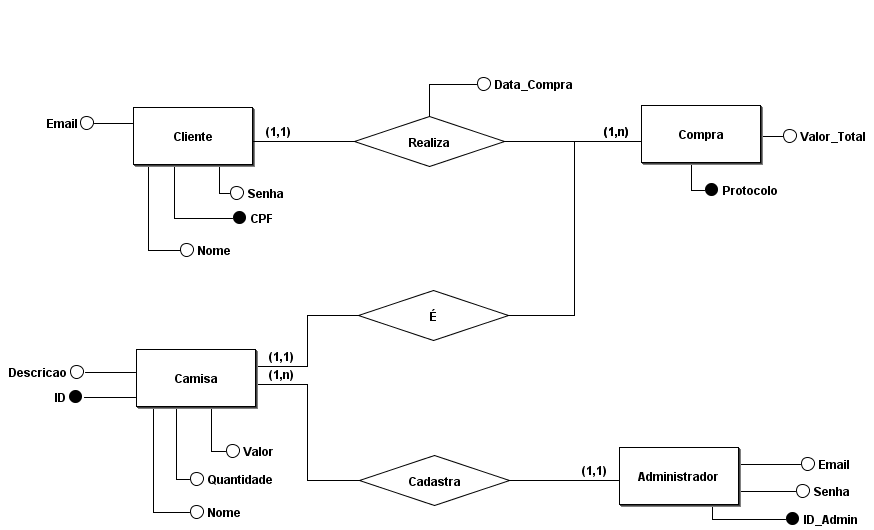 Data_Compra
Email
Cliente
(1,1)
Realiza
(1,n)
Compra
Valor_Total
Senha
Protocolo
CPF
Nome
É
(1,1)
Descricao
Camisa
(1,n)
ID
Valor
Quantidade
Nome
Cadastra
(1,1)
Administrador
Email
Senha
ID_Admin